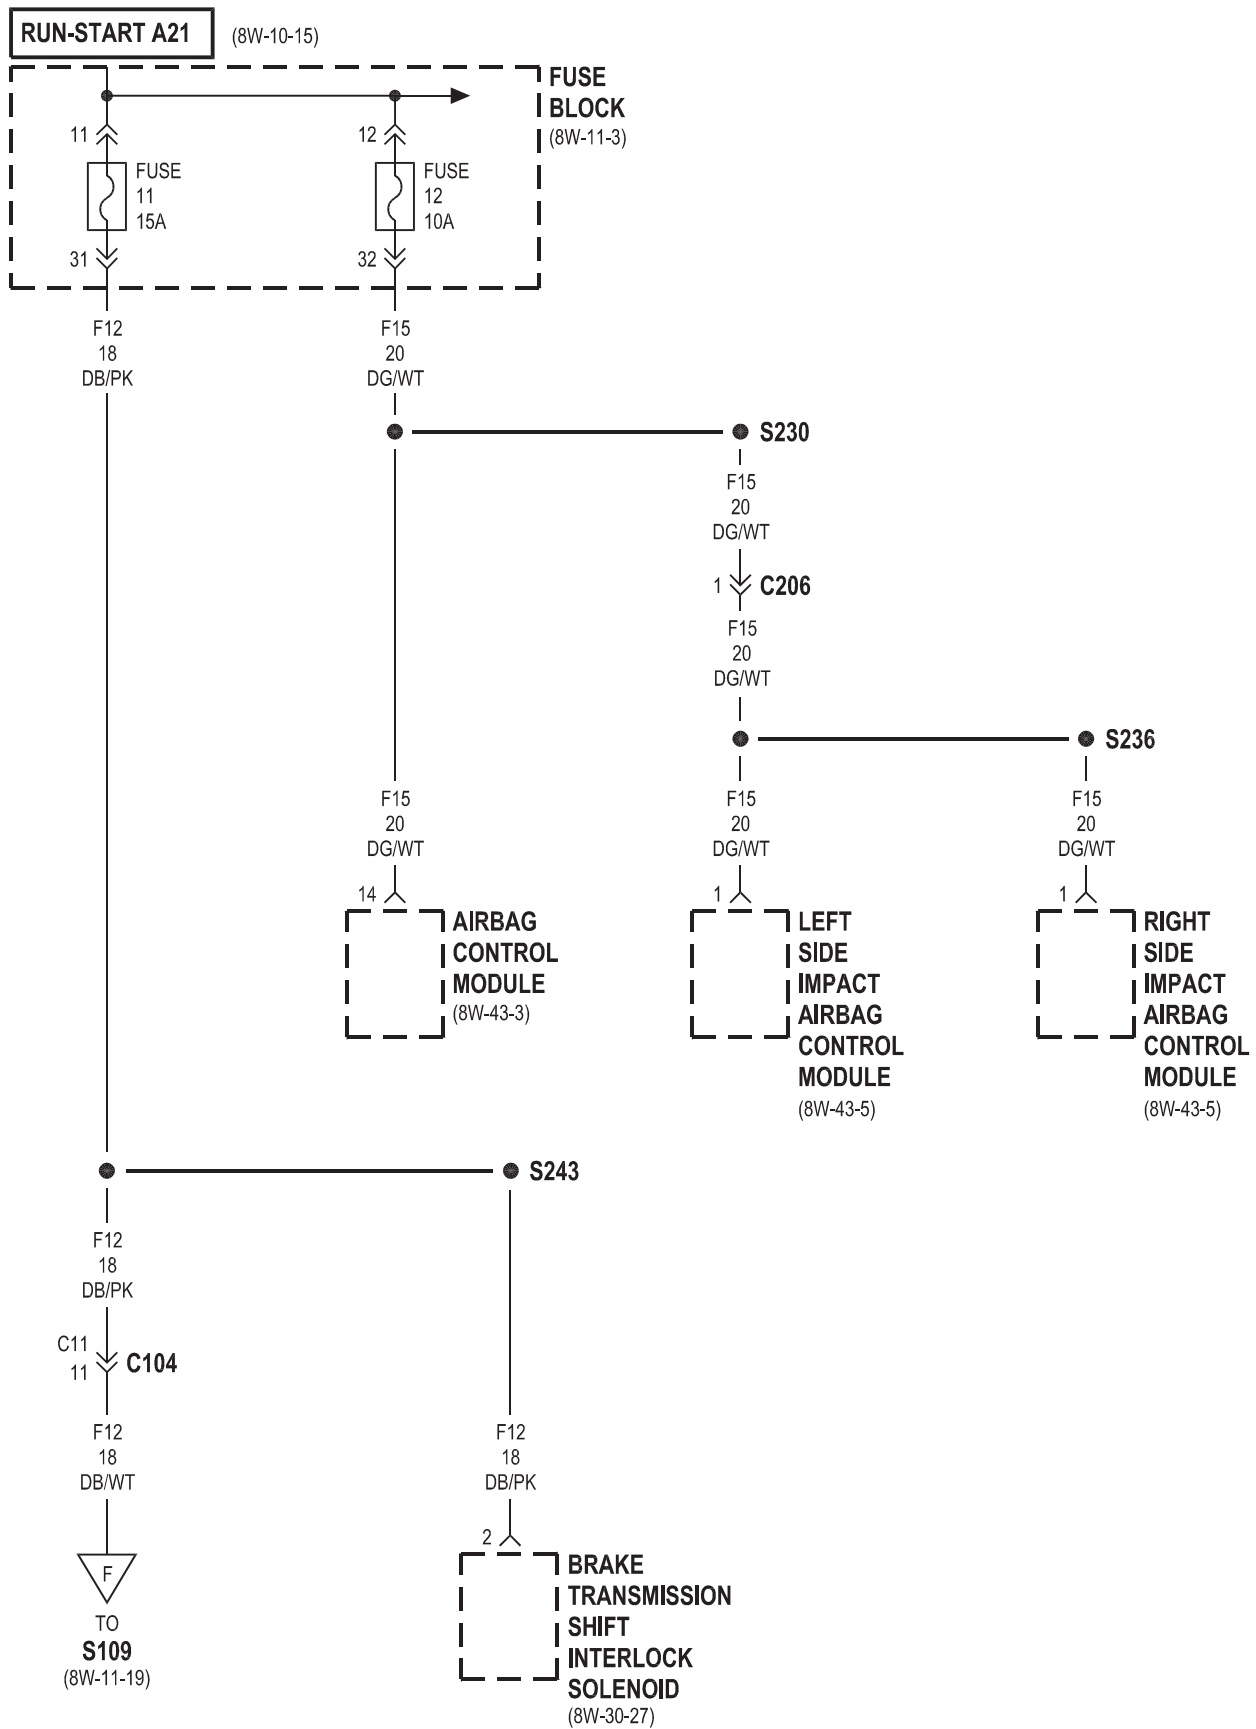 RUN-START A21 (8W-10-15)
FUSE
BLOCK
(8W-11-3)
11
FUSE
11
15A
31
12
FUSE
12
10A
32
F12
18
DB/PK
F15
20
DG/WT
S230
F15
20
DG/WT
1
C206
F15
20
DG/WT
S236
F15
20
DG/WT
14
AIRBAG
CONTROL
MODULE
(8W-43-3)
F15
20
DG/WT
1
LEFT
SIDE
IMPACT
AIRBAG
CONTROL
MODULE
(8W-43-5)
F15
20
DG/WT
1
RIGHT
SIDE
IMPACT
AIRBAG
CONTROL
MODULE
(8W-43-5)
S243
F12
18
DB/PK
C11
11
C104
F12
18
DB/WT
F
TO
S109
(8W-11-19)
F12
18
DB/PK
2
BRAKE
TRANSMISSION
SHIFT
INTERLOCK
SOLENOID
(8W-30-27)